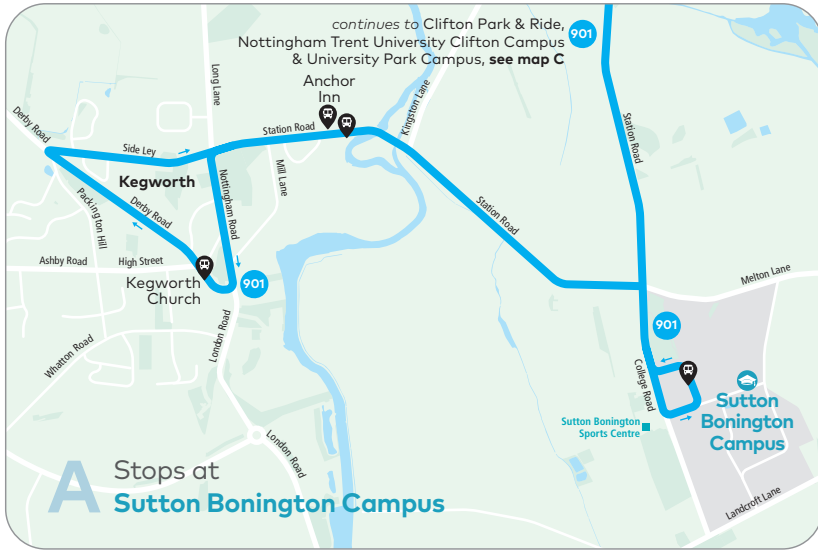 continues to Clifton Park & Ride,
Nottingham Trent University Clifton Campus
& University Park Campus, see map C
901
Anchor
Inn
Long Lane
Kingston Lane
Derby Road
Station Road
Station Road
Side Ley
Mill Lane
Kegworth
Nottingham Road
Packington Hill
Derby Road
Station Road
Ashby Road
High Street
Kegworth
Church
901
Melton Lane
901
London Road
Whatton Road
College Road
Sutton
Bonington
Campus
Sutton Bonington
Sports Centre
London Road
A
Stops at
Sutton Bonington Campus
Landcroft Lane